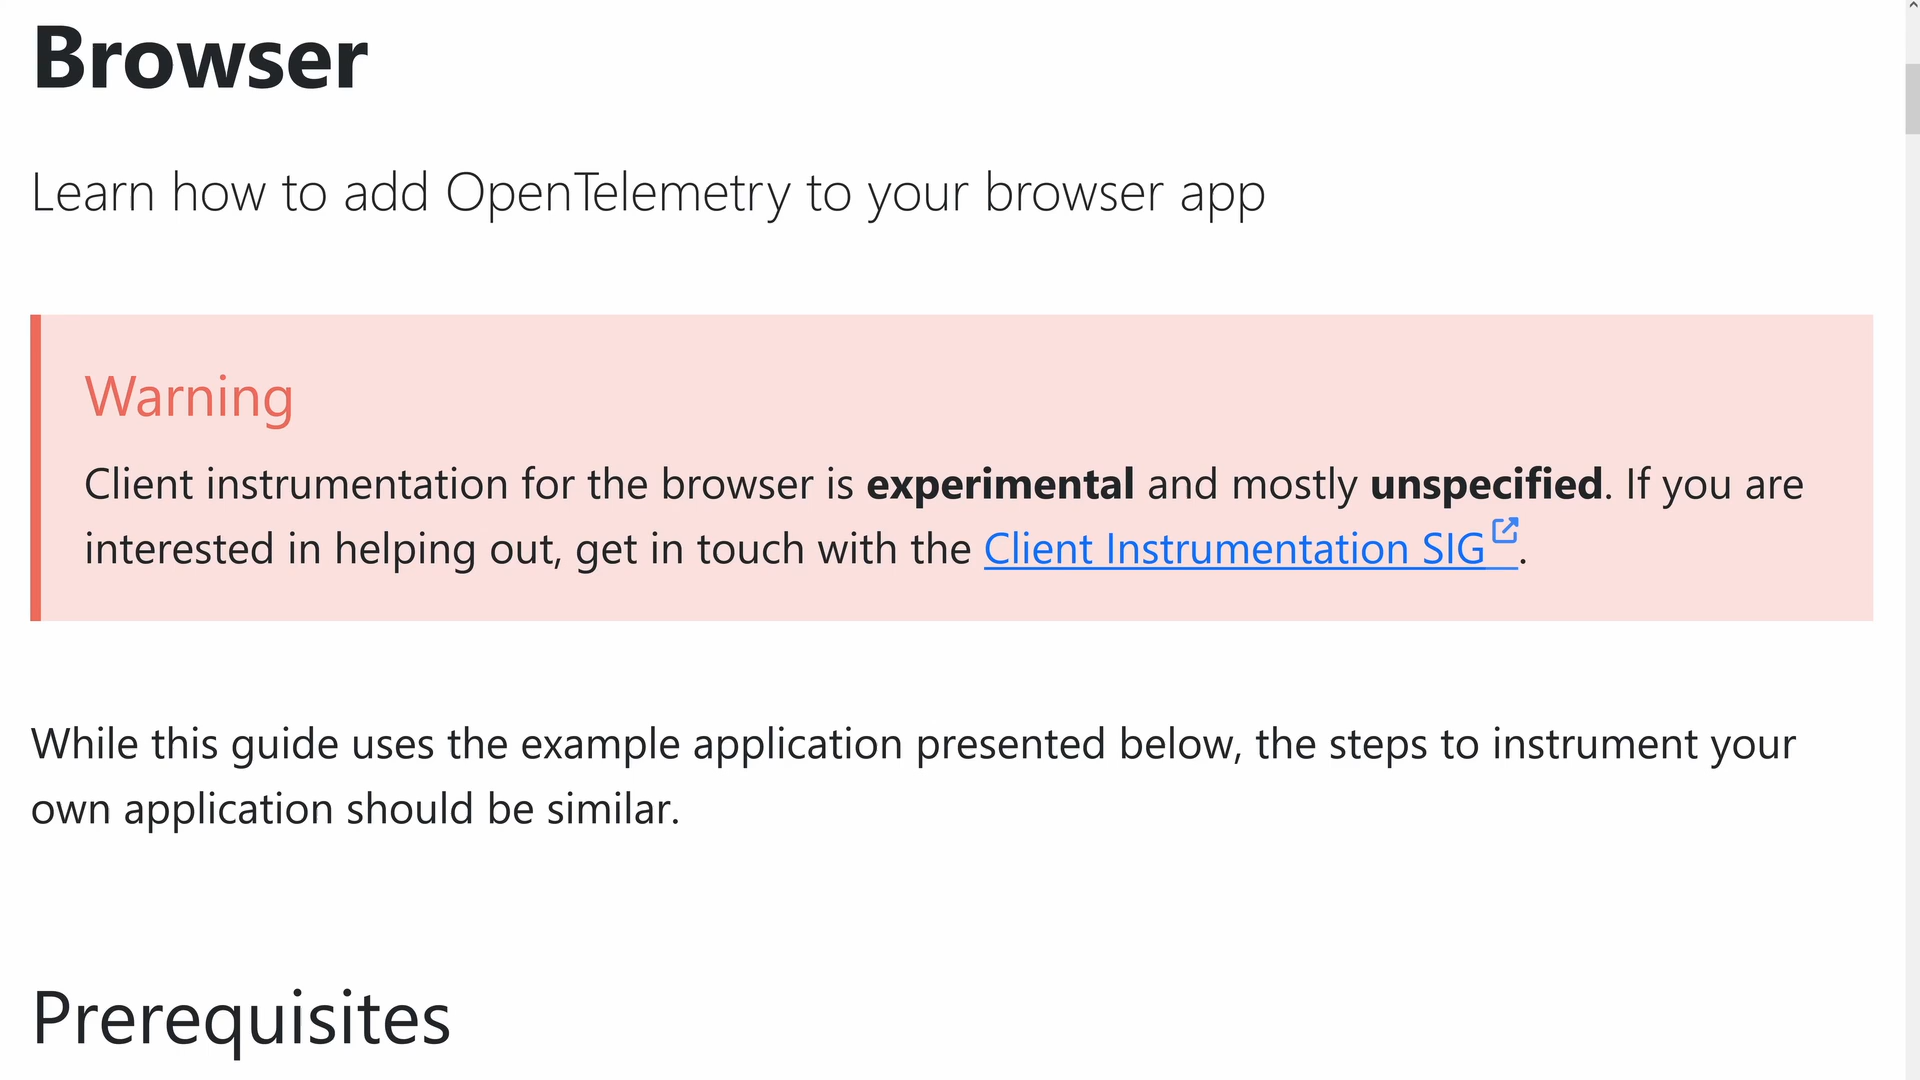 Browser
Learn how to add OpenTelemetry to your browser app
Warning
Client instrumentation for the browser is experimental and mostly unspecified. If you are
interested in helping out, get in touch with the Client Instrumentation SIG.
While this guide uses the example application presented below, the steps to instrument your
own application should be similar.
Prerequisites